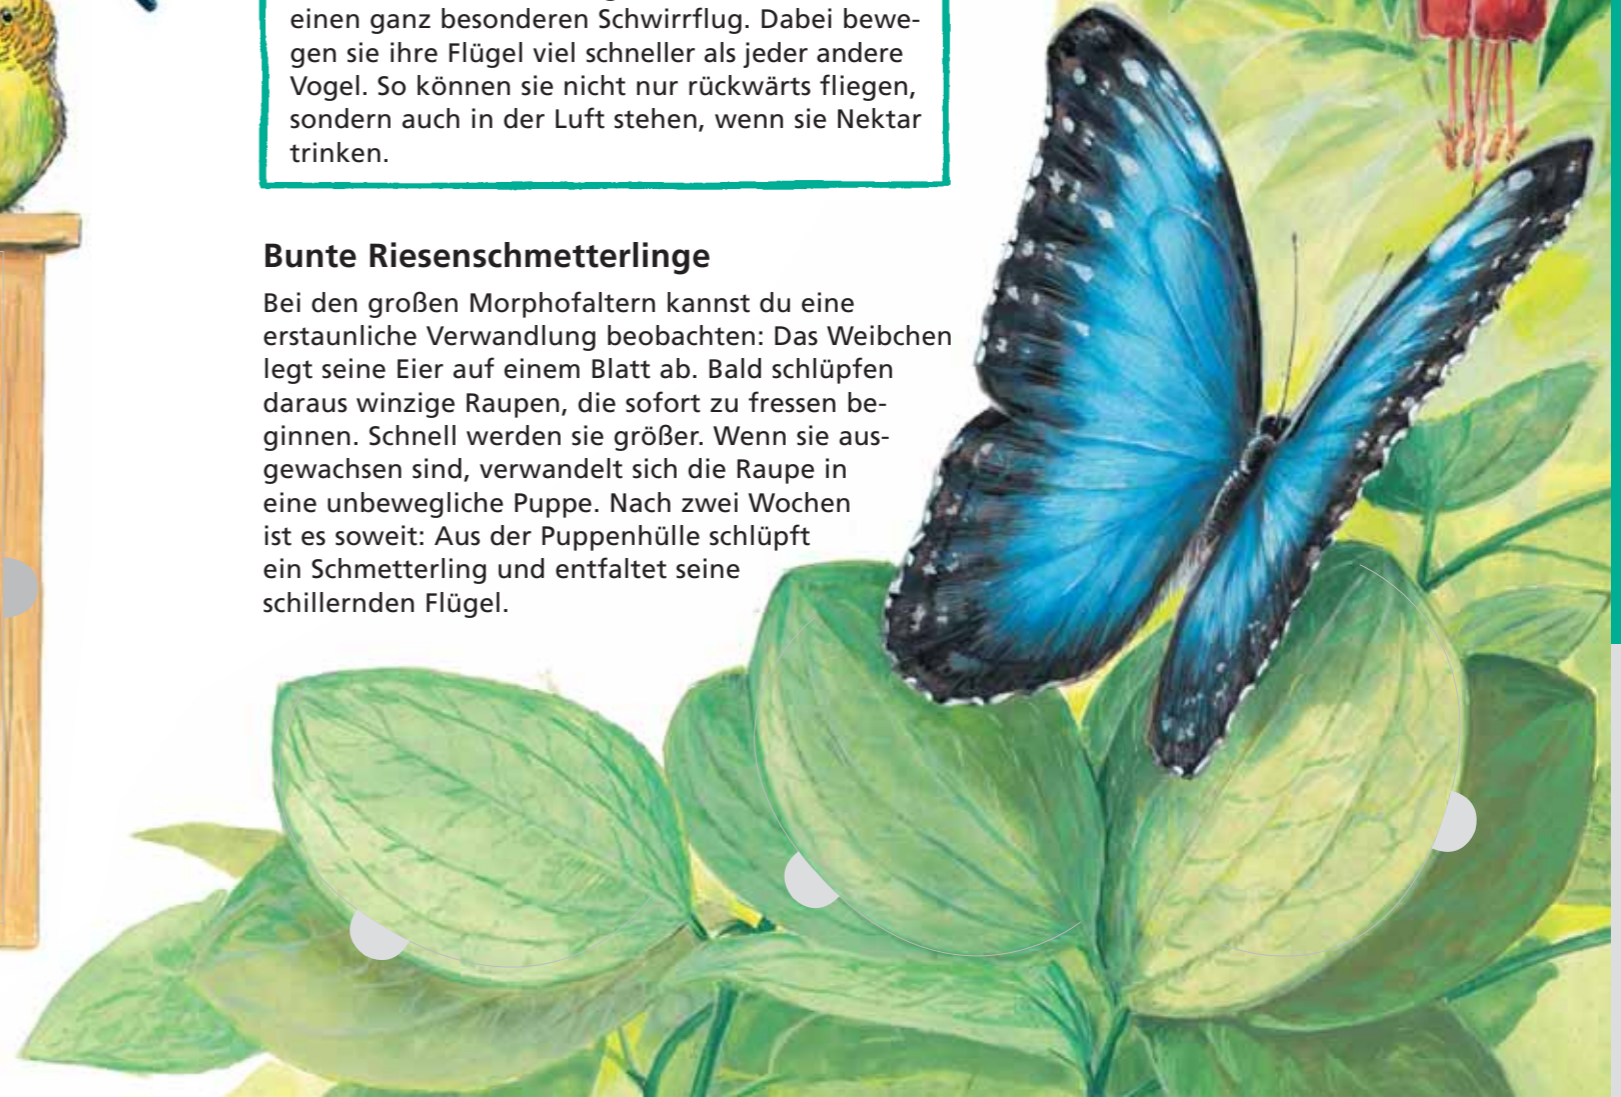 einen ganz besonderen Schwirrflug. Dabei bewe-
gen sie ihre Flügel viel schneller als jeder andere
Vogel. So können sie nicht nur rückwärts fliegen,
sondern auch in der Luft stehen, wenn sie Nektar
trinken.
Bunte Riesenschmetterlinge
Bei den großen Morphofaltern kannst du eine
erstaunliche Verwandlung beobachten: Das Weibchen
legt seine Eier auf einem Blatt ab. Bald schlüpfen
daraus winzige Raupen, die sofort zu fressen be-
ginnen. Schnell werden sie größer. Wenn sie aus-
gewachsen sind, verwandelt sich die Raupe in
eine unbewegliche Puppe. Nach zwei Wochen
ist es soweit: Aus der Puppenhülle schlüpft
ein Schmetterling und entfaltet seine
schillernden Flügel.